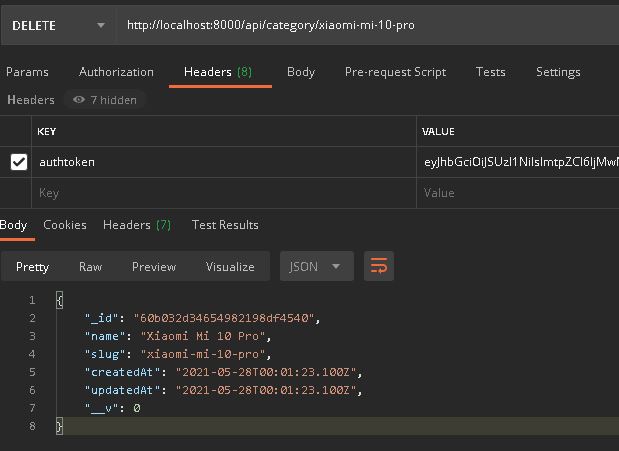 DELETE http://localhost:8000/api/category/xiaomi-mi-10-pro
Params Authorization Headers (8) Body Pre-request Script Tests Settings
Headers 7 hidden
KEY VALUE
authtoken eyJhbGciOiJSUzI1NiIsImtpZCI6IjMwM
Key Value
Body Cookies Headers (7) Test Results
Pretty Raw Preview Visualize JSON
1 {
2 "_id": "60b032d34654982198df4540",
3 "name": "Xiaomi Mi 10 Pro",
4 "slug": "xiaomi-mi-10-pro",
5 "createdAt": "2021-05-28T00:01:23.100Z",
6 "updatedAt": "2021-05-28T00:01:23.100Z",
7 "__v": 0
8 }